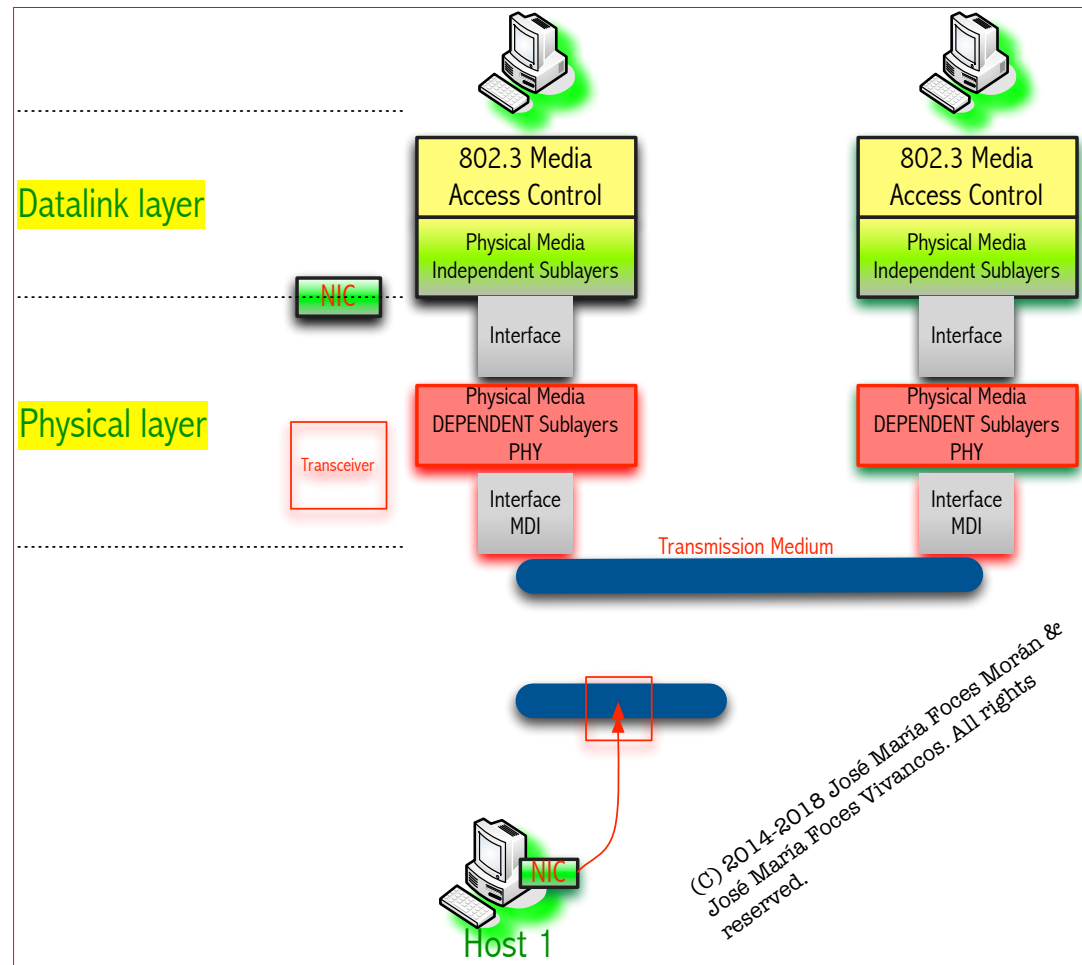 802.3 Media
Access Control
802.3 Media
Access Control
Datalink layer
Physical Media
Independent Sublayers
Physical Media
Independent Sublayers
NIC
Interface
Interface
Physical layer
Physical Media
DEPENDENT Sublayers
PHY
Physical Media
DEPENDENT Sublayers
PHY
Transceiver
Interface
MDI
Interface
MDI
Transmission Medium
(C) 2014-2018 José María Foces Morán &
José María Foces Vivancos. All rights
reserved.
NIC
Host 1